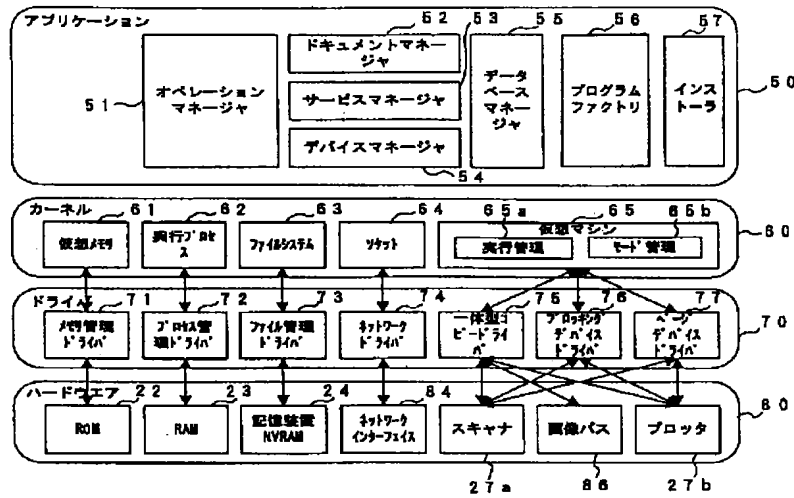 アプリケーション
52
53
55
56
57
ドキュメントマネー
ジャ
オペレーション
マネージャ
サービスマネージャ
デバイスマネージャ
データ
ベース
マネー
ジャ
プログラム
ファクトリ
インス
トーラ
51
50
54
カーネル
61
62
63
64
65a
65
65b
仮想メモリ
実行プロセ
ス
ファイルシステム
ソケット
仮想マシン
実行管理
モード管理
60
ドライバ
71
72
73
74
75
76
77
メモリ管理
ドライバ
プロセス管
理ドライバ
ファイル管理
ドライバ
ネットワーク
ドライバ
一体型コ
ピードライ
バ
デバイス
ドライバ
ページ
デバイス
ドライバ
70
ハードウエア
22
23
24
84
ROM
RAM
記憶装置
NVRAM
ネットワーク
インターフェイス
スキャナ
画像バス
プロッタ
80
27a
86
27b